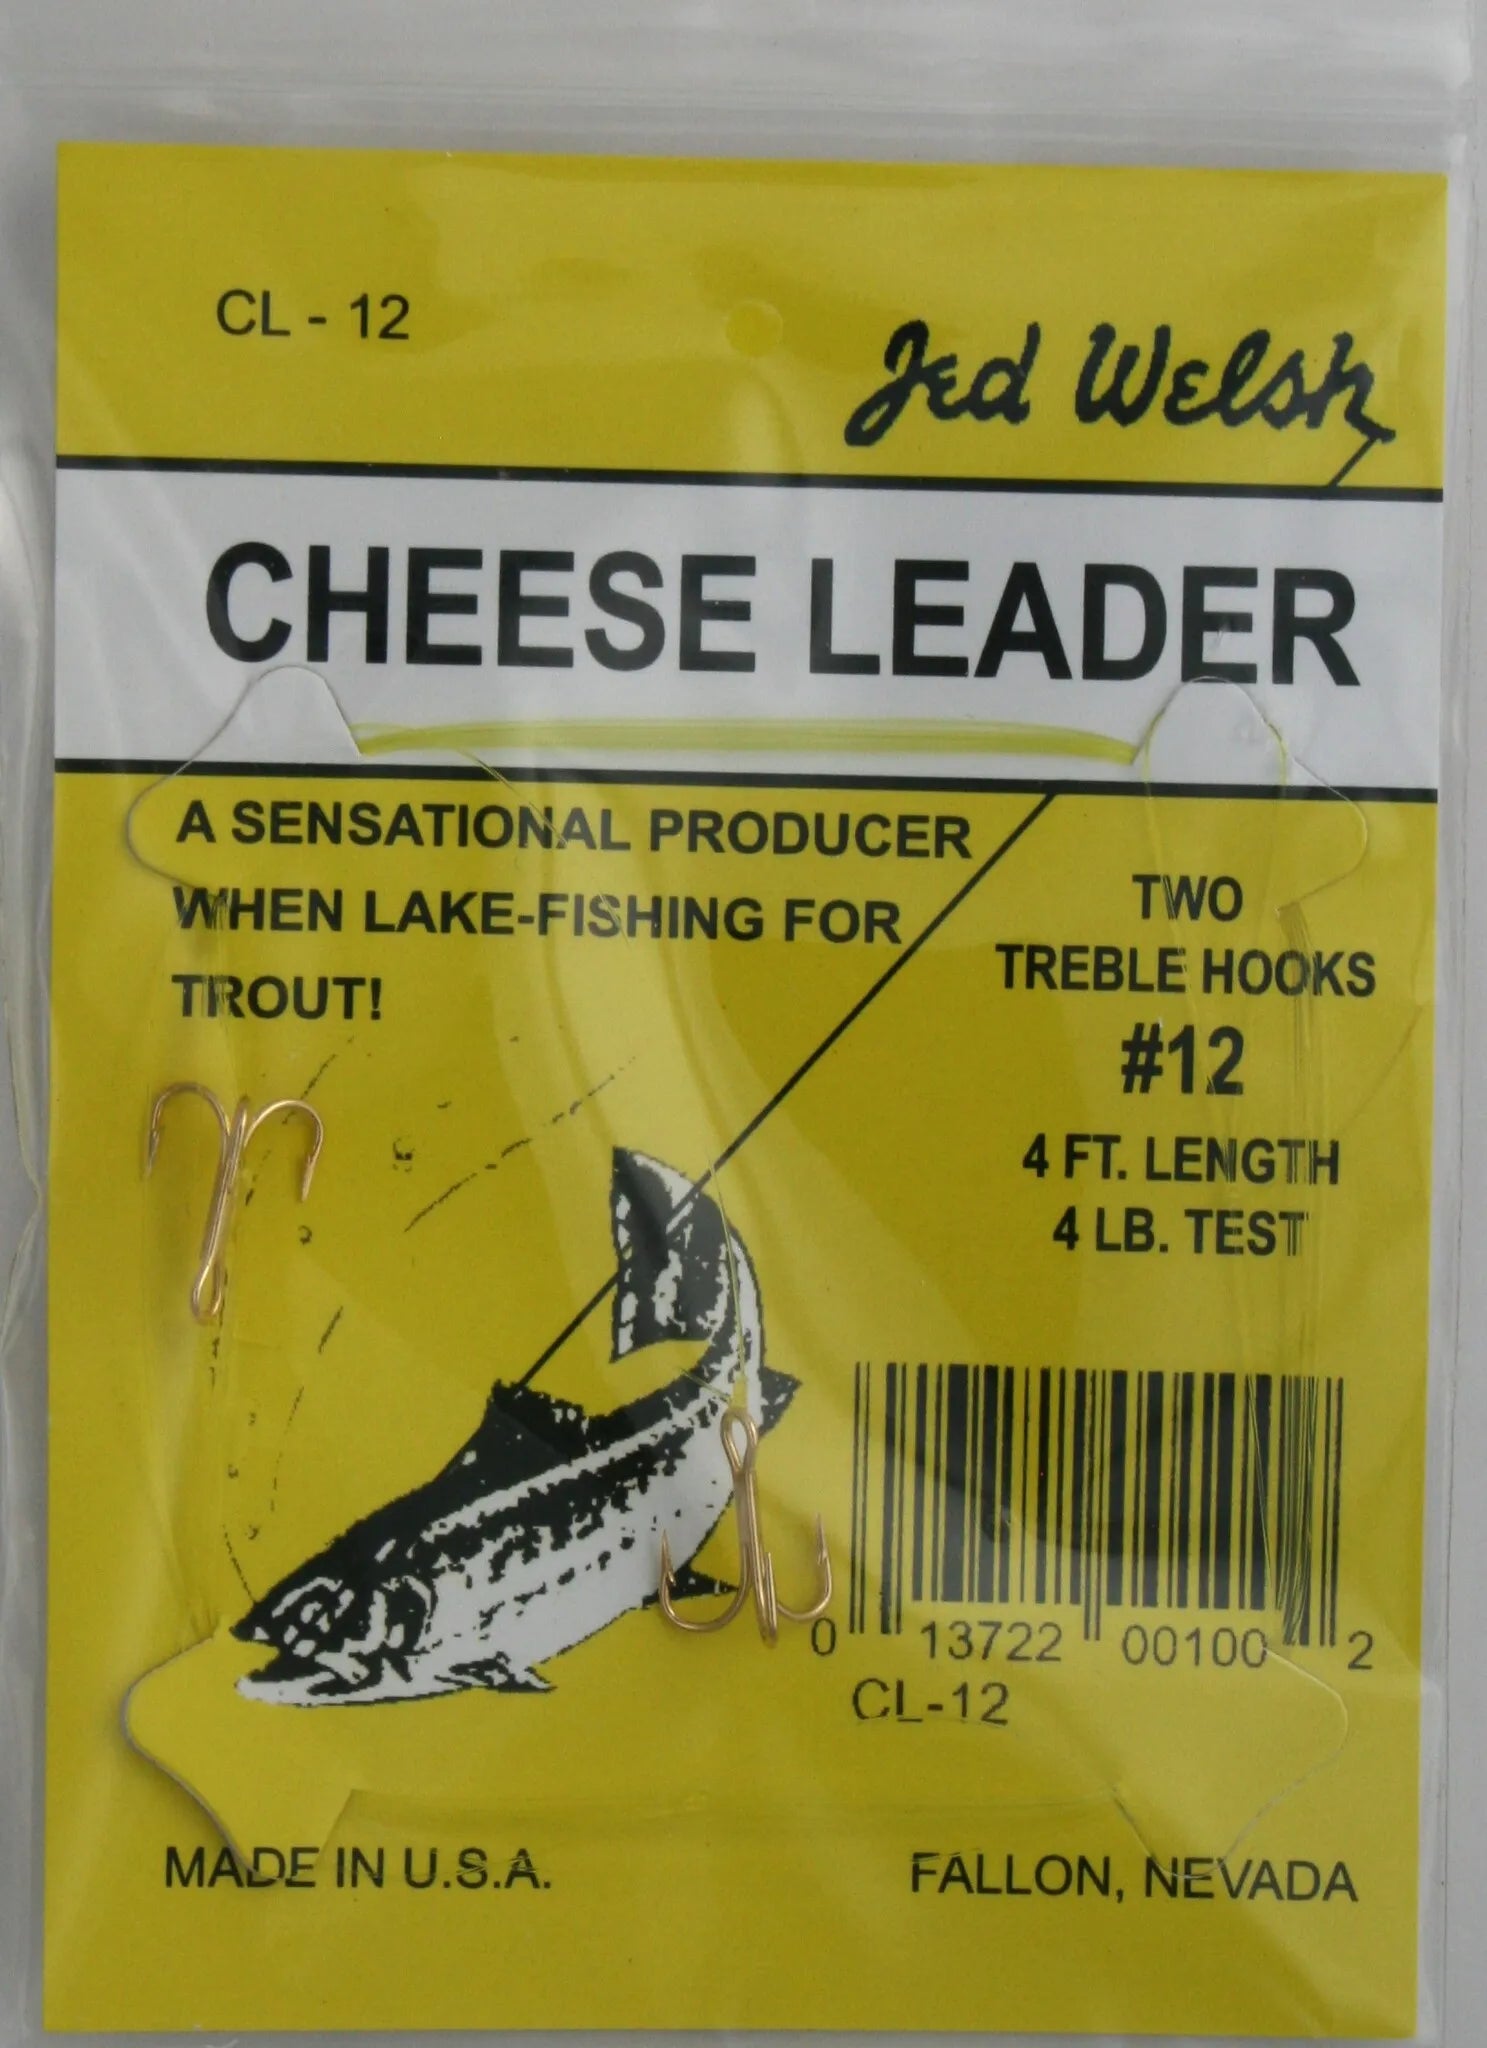 CL - 12
Jed Welsh
CHEESE LEADER
A SENSATIONAL PRODUCER
WHEN LAKE-FISHING FOR
TROUT!
TWO
TREBLE HOOKS
#12
4 FT. LENGTH
4 LB. TEST
0 13722 00100 2
CL-12
MADE IN U.S.A.
FALLON, NEVADA